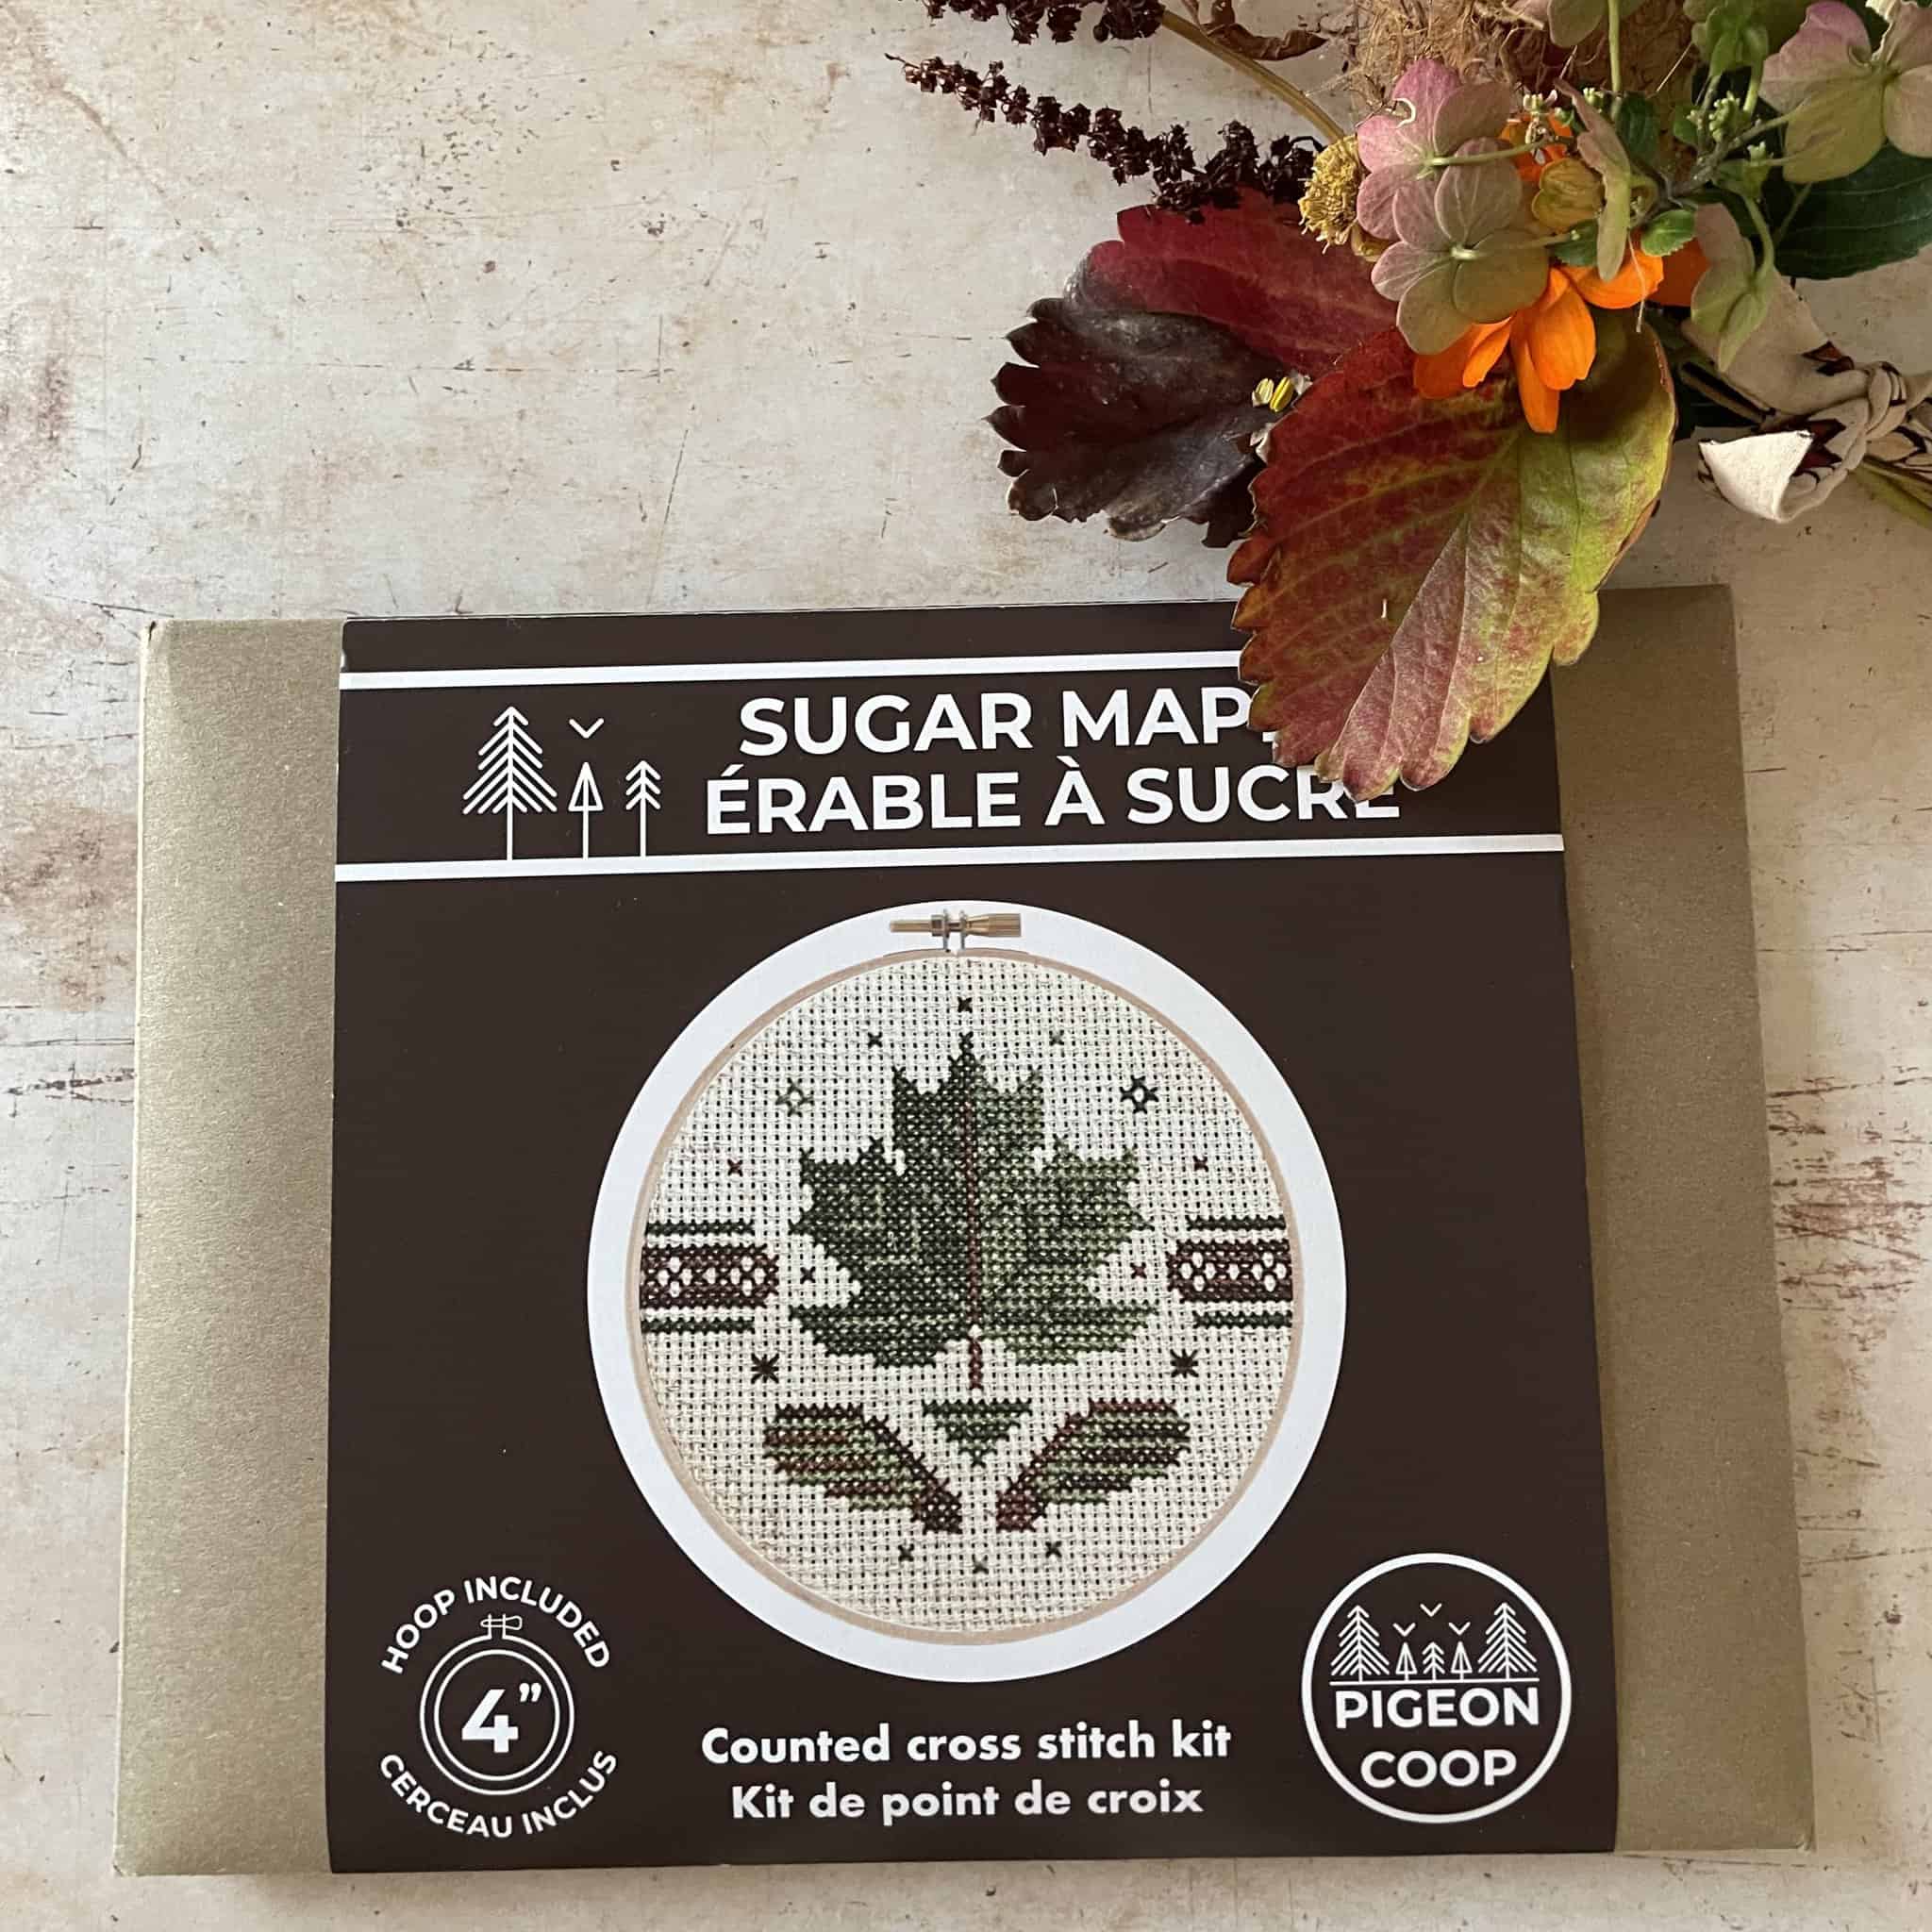 SUGAR
ÉRABLE À SUCRE
HOOP INCLUDED
4"
CERCEAU INCLUS
Counted cross stitch kit
Kit de point de croix
PIGEON
COOP